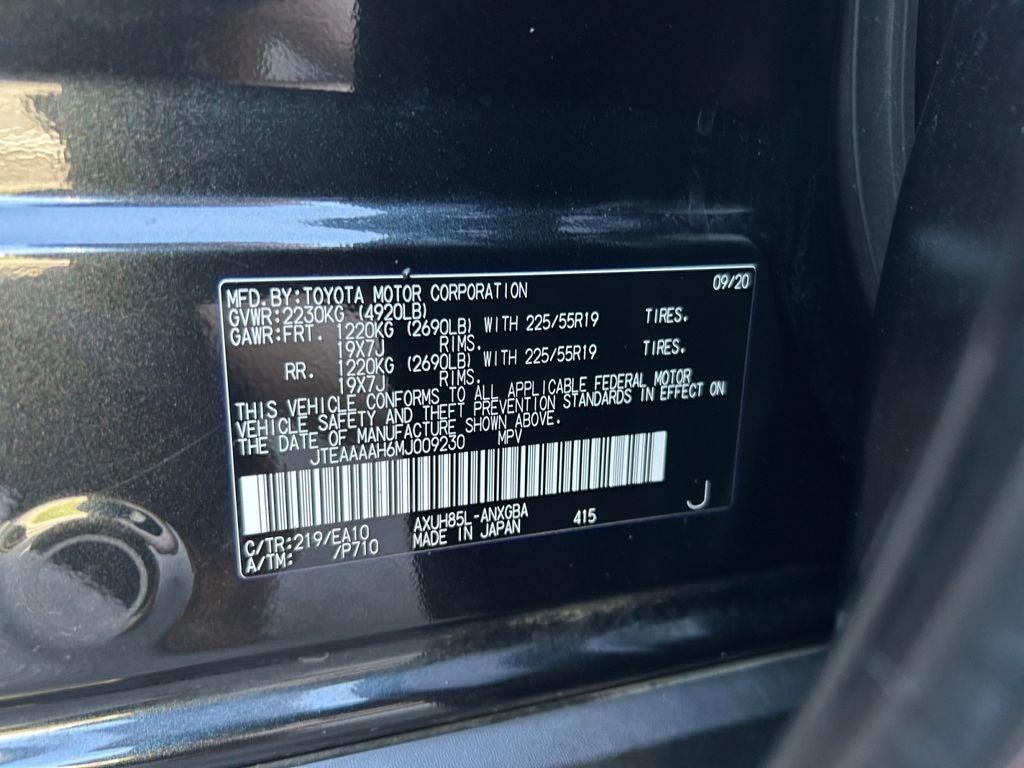 MFD.BY:TOYOTA MOTOR CORPORATION 09/20
GVWR:2230KG (4920LB)
GAWR:FRT. 1220KG (2690LB) WITH 225/55R19 TIRES.
19X7J RIMS.
RR. 1220KG (2690LB) WITH 225/55R19 TIRES.
19X7J RIMS.
THIS VEHICLE CONFORMS TO ALL APPLICABLE FEDERAL MOTOR
VEHICLE SAFETY AND THEFT PREVENTION STANDARDS IN EFFECT ON
THE DATE OF MANUFACTURE SHOWN ABOVE.
JTEAAAAH6MJ009230 MPV
C/TR:219/EA10 AXUH85L-ANXGBA 415 J
A/TM: /P710 MADE IN JAPAN